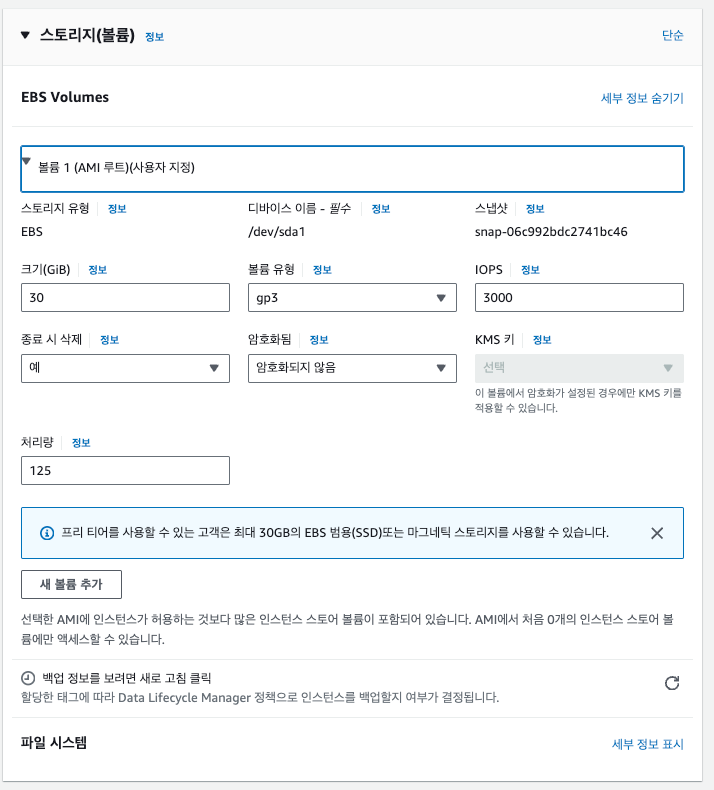 스토리지(볼륨) 정보 단순
EBS Volumes 세부 정보 숨기기
볼륨 1 (AMI 루트)(사용자 지정)
스토리지 유형 정보 디바이스 이름 - 필수 정보 스냅샷 정보
EBS /dev/sda1 snap-06c992bdc2741bc46
크기(GiB) 정보 볼륨 유형 정보 IOPS 정보
30 gp3 3000
종료 시 삭제 정보 암호화됨 정보 KMS 키 정보
예 암호화되지 않음 선택
이 볼륨에서 암호화가 설정된 경우에만 KMS 키를
적용할 수 있습니다.
처리량 정보
125
프리 티어를 사용할 수 있는 고객은 최대 30GB의 EBS 범용(SSD)또는 마그네틱 스토리지를 사용할 수 있습니다.
새 볼륨 추가
선택한 AMI에 인스턴스가 허용하는 것보다 많은 인스턴스 스토어 볼륨이 포함되어 있습니다. AMI에서 처음 0개의 인스턴스 스토어 볼
륨에만 액세스할 수 있습니다.
백업 정보를 보려면 새로 고침 클릭
할당한 태그에 따라 Data Lifecycle Manager 정책으로 인스턴스를 백업할지 여부가 결정됩니다.
파일 시스템 세부 정보 표시